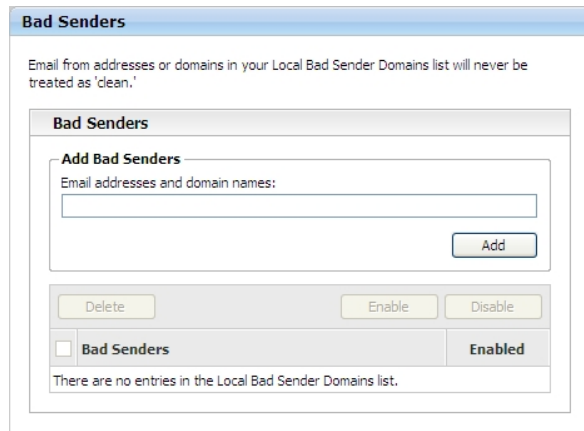 Bad Senders
Email from addresses or domains in your Local Bad Sender Domains list will never be
treated as 'clean.'
Bad Senders
Add Bad Senders
Email addresses and domain names:
Add
Delete Enable Disable
Bad Senders Enabled
There are no entries in the Local Bad Sender Domains list.